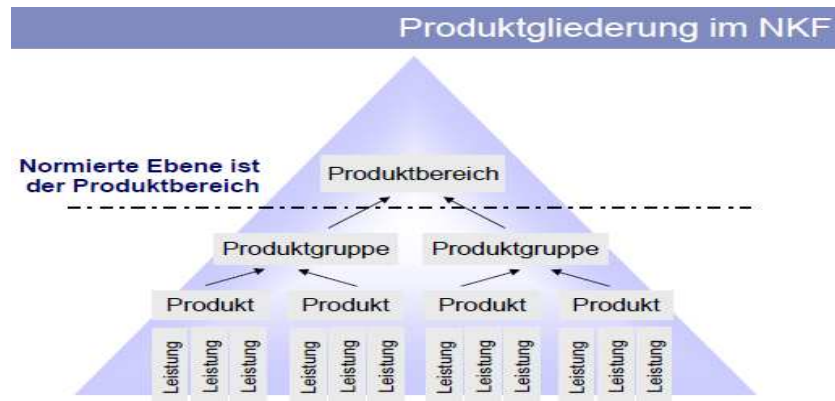 Produktgliederung im NKF
Normierte Ebene ist
der Produktbereich
Produktbereich
Produktgruppe Produktgruppe
Produkt Produkt Produkt Produkt
Leistung Leistung Leistung Leistung Leistung Leistung Leistung Leistung Leistung Leistung Leistung Leistung